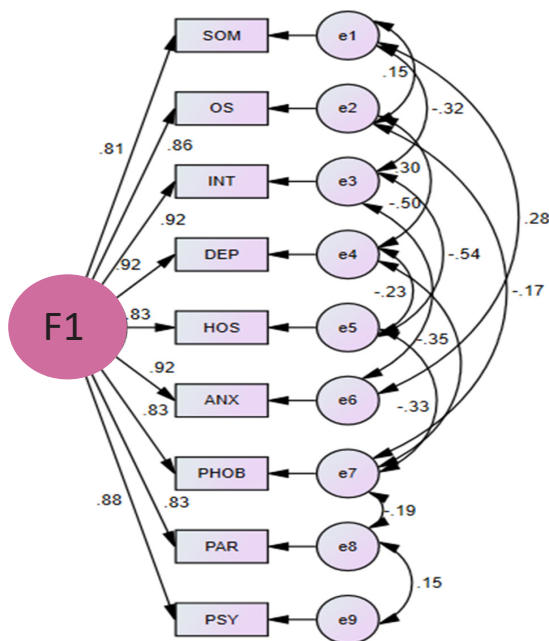 SOM e1
.15
OS e2 -.32
.81 .86
INT e3 .30
.92 -.50 .28
DEP e4 -.54
.92 -.23 -.17
F1 .83 HOS e5 -.35
.92 ANX e6 -.33
.83
PHOB e7
.88 .83 -.19
PAR e8
.15
PSY e9